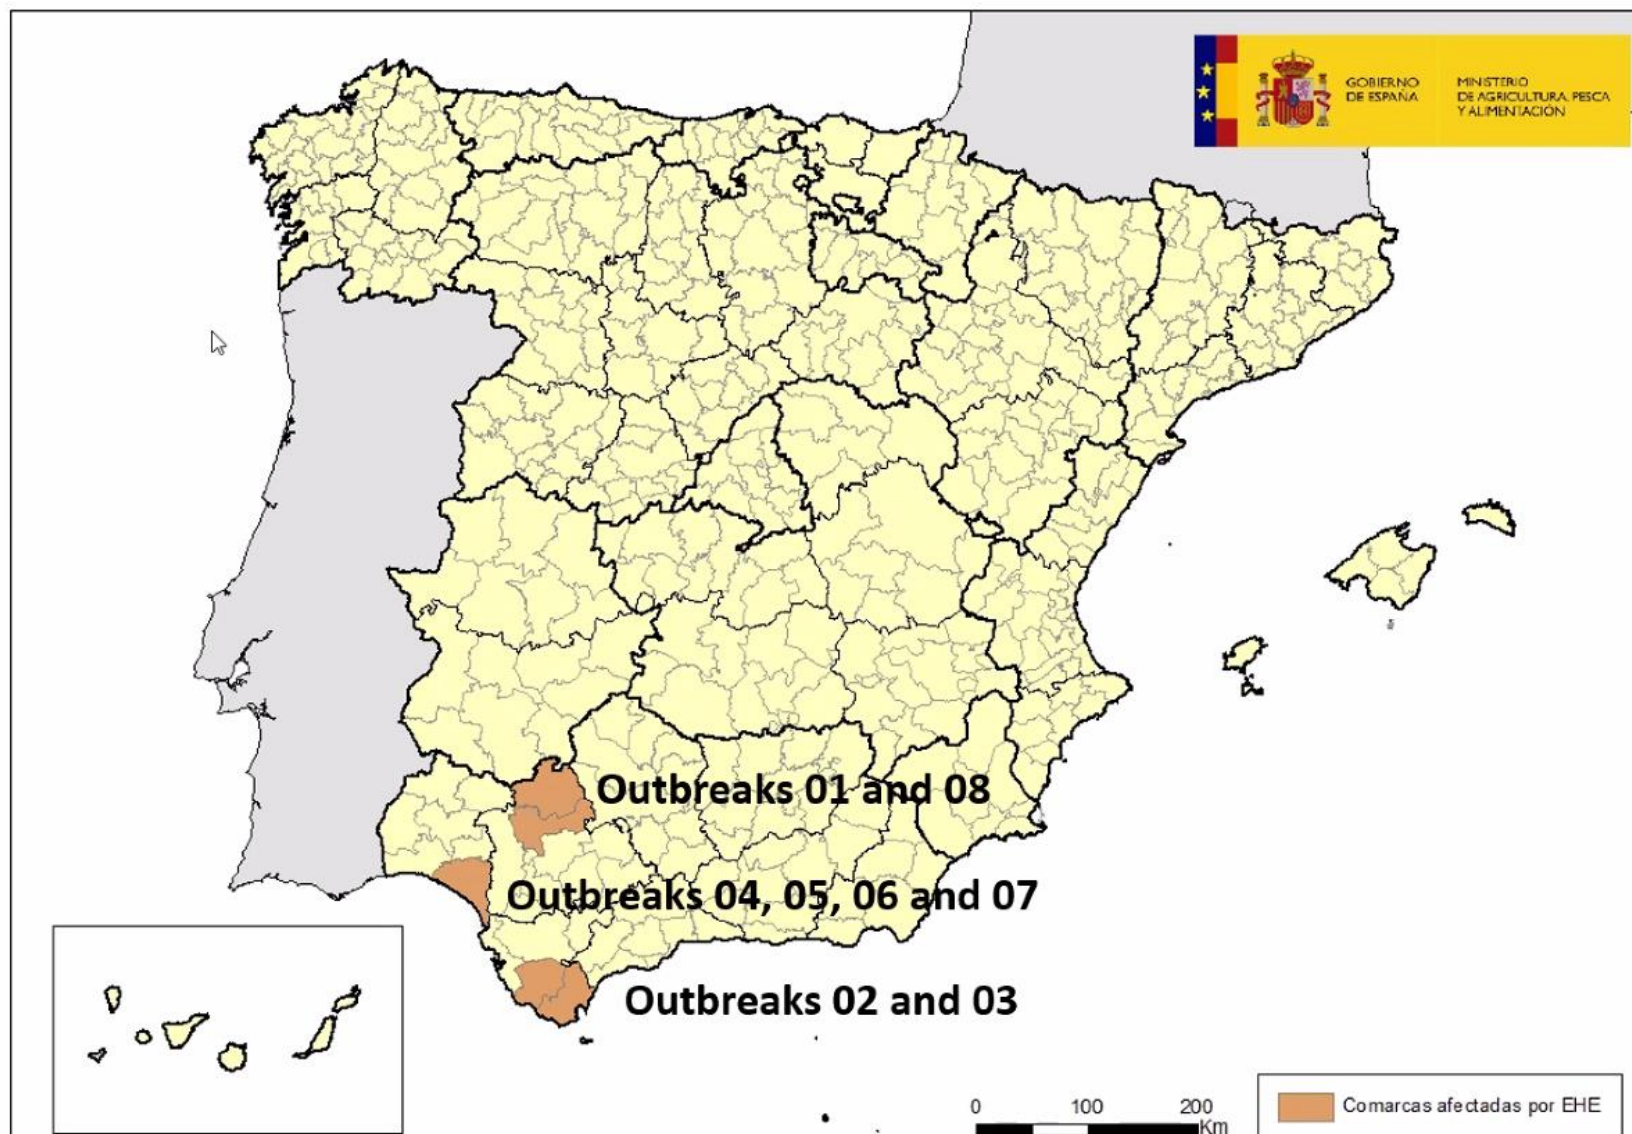 GOBIERNO
DE ESPAÑA
MINISTERIO
DE AGRICULTURA, PESCA
Y ALIMENTACIÓN
Outbreaks 01 and 08
Outbreaks 04, 05, 06 and 07
Outbreaks 02 and 03
0 100 200
Km
Comarcas afectadas por EHE